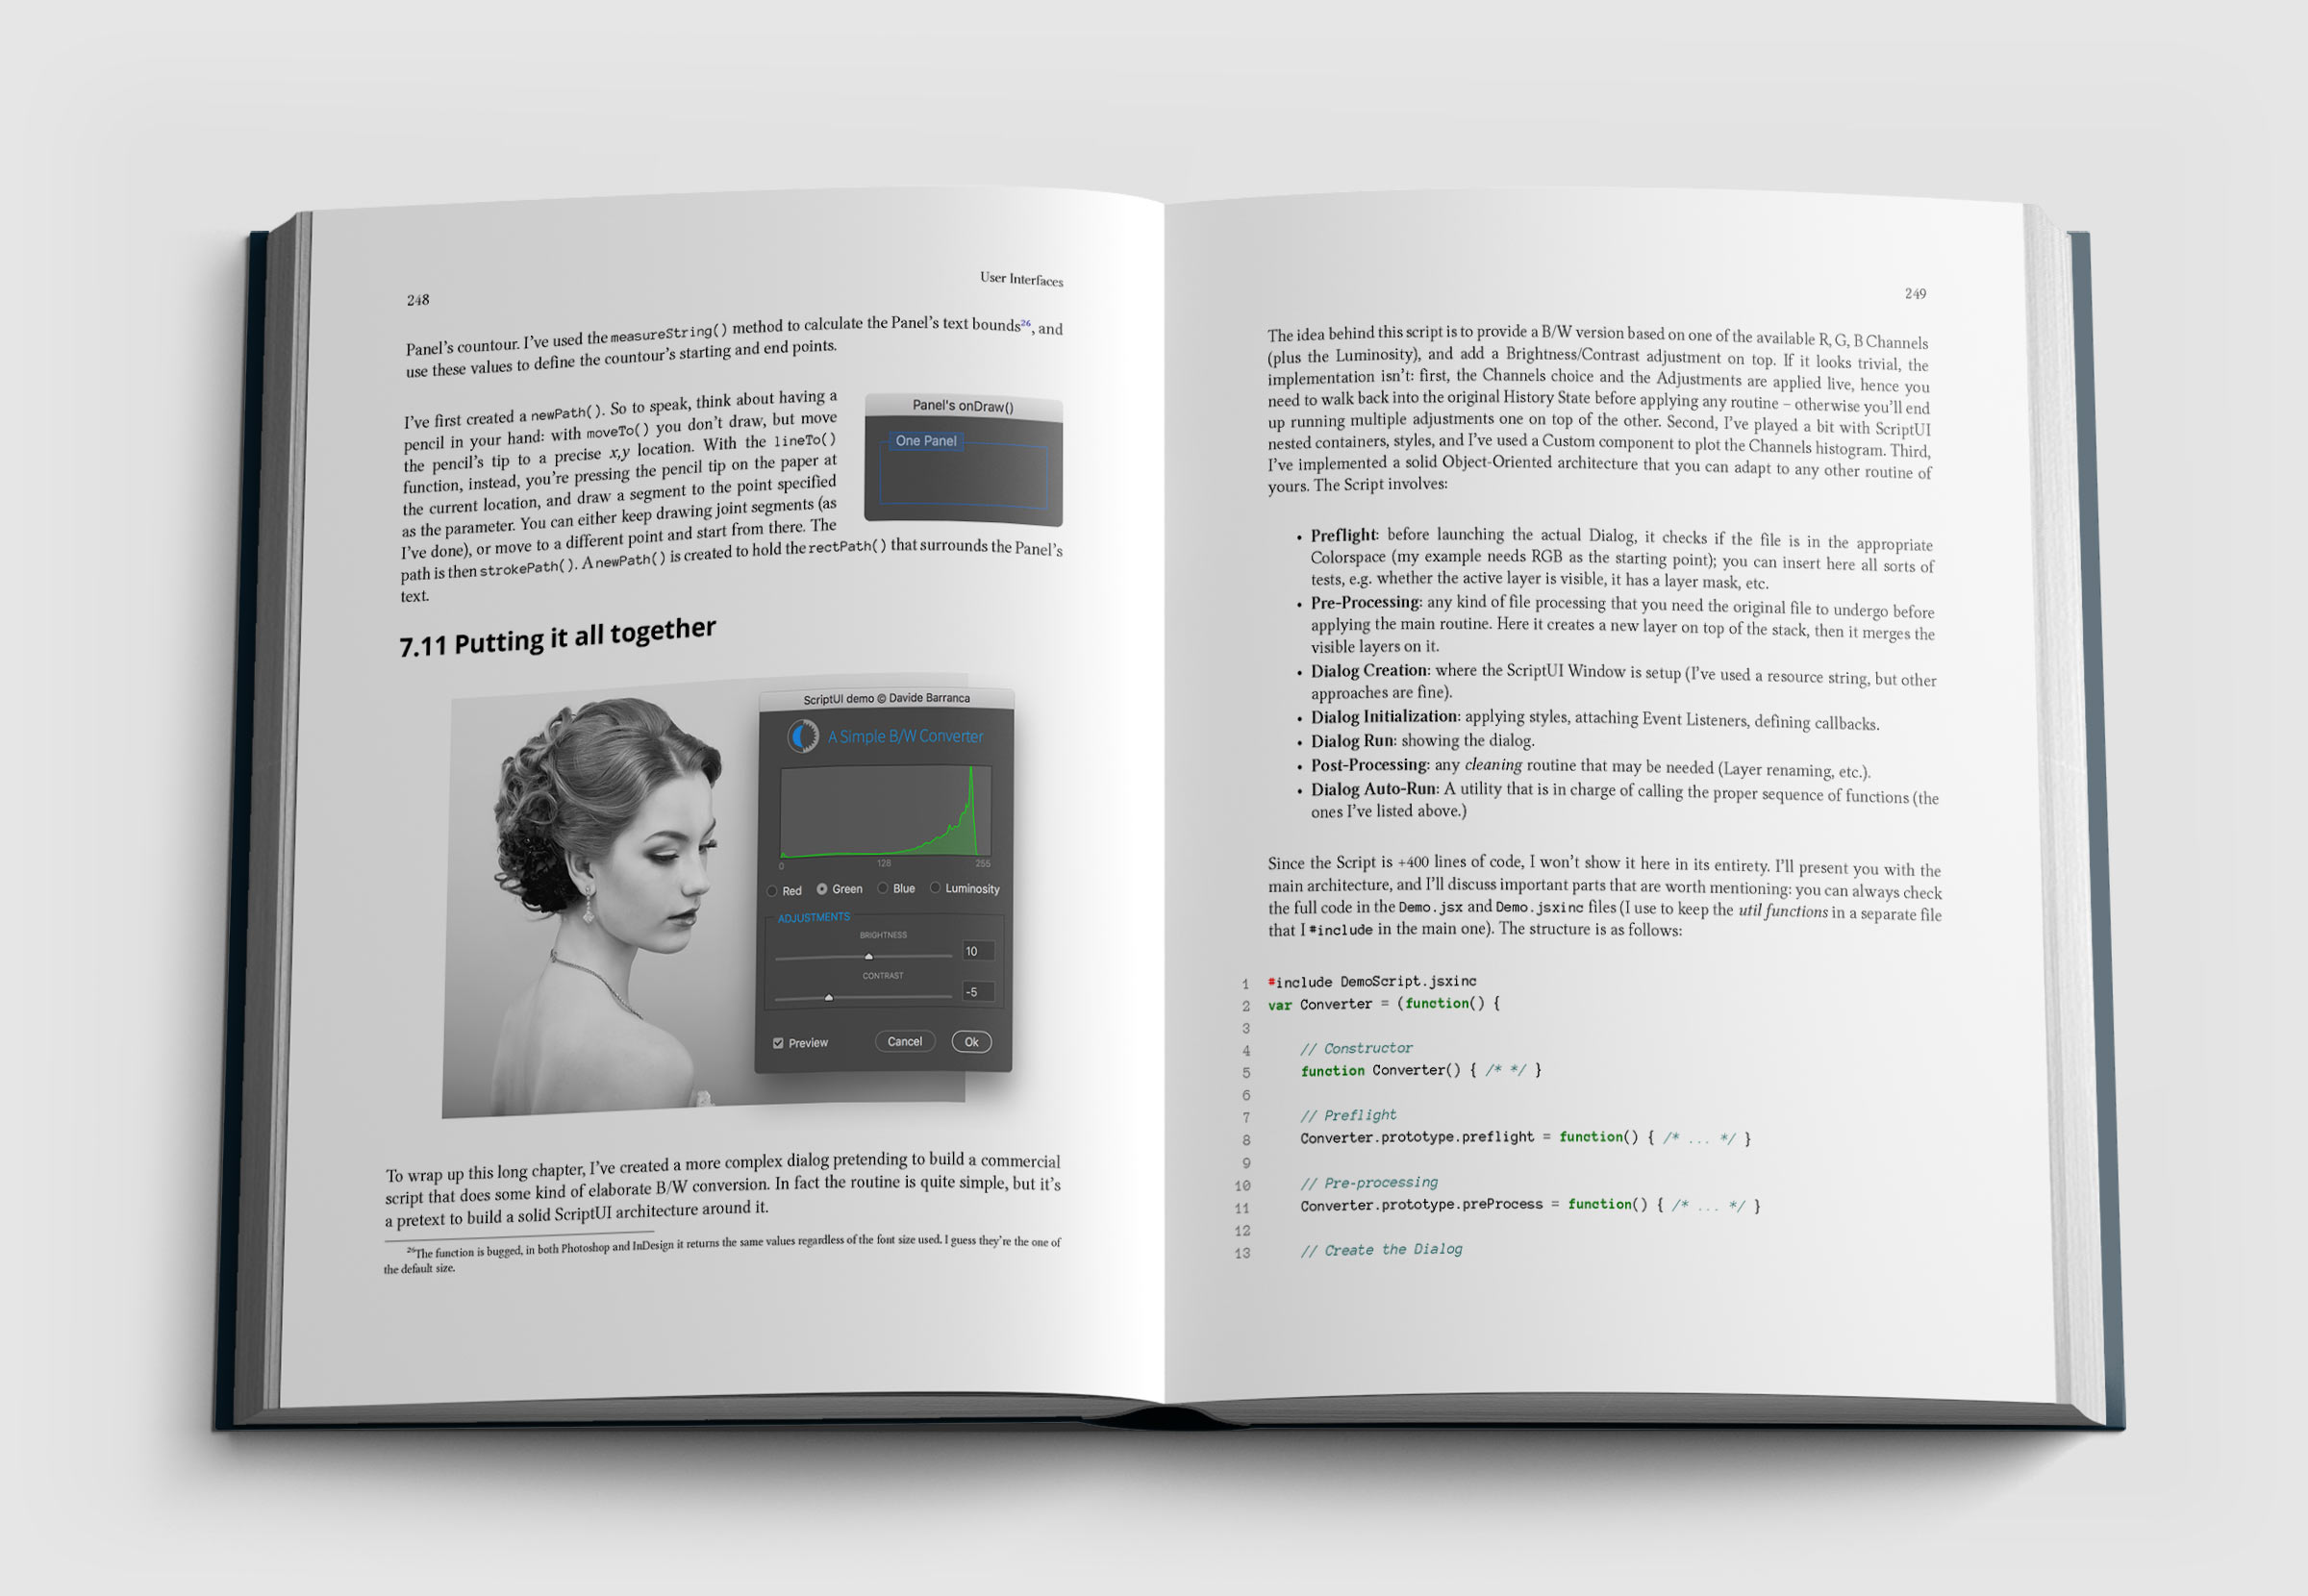 248
User Interfaces
Panel's countour. I've used the measureString() method to calculate the Panel's text bounds26, and
use these values to define the countour's starting and end points.
I've first created a newPath(). So to speak, think about having a
pencil in your hand: with moveTo() you don't draw, but move
the pencil's tip to a precise x,y location. With the lineTo()
function, instead, you're pressing the pencil tip on the paper at
the current location, and draw a segment to the point specified
as the parameter. You can either keep drawing joint segments (as
I've done), or move to a different point and start from there. The
path is then strokePath(). A newPath() is created to hold the rectPath() that surrounds the Panel's
text.
Panel's onDraw()
One Panel
7.11 Putting it all together
ScriptUI demo © Davide Barranca
A Simple B/W Converter
0 128 255
Red Green Blue Luminosity
ADJUSTMENTS
BRIGHTNESS
10
CONTRAST
-5
Preview Cancel Ok
To wrap up this long chapter, I've created a more complex dialog pretending to build a commercial
script that does some kind of elaborate B/W conversion. In fact the routine is quite simple, but it's
a pretext to build a solid ScriptUI architecture around it.
26The function is bugged, in both Photoshop and InDesign it returns the same values regardless of the font size used. I guess they're the one of
the default size.
249
The idea behind this script is to provide a B/W version based on one of the available R, G, B Channels
(plus the Luminosity), and add a Brightness/Contrast adjustment on top. If it looks trivial, the
implementation isn't: first, the Channels choice and the Adjustments are applied live, hence you
need to walk back into the original History State before applying any routine – otherwise you'll end
up running multiple adjustments one on top of the other. Second, I've played a bit with ScriptUI
nested containers, styles, and I've used a Custom component to plot the Channels histogram. Third,
I've implemented a solid Object-Oriented architecture that you can adapt to any other routine of
yours. The Script involves:
• Preflight: before launching the actual Dialog, it checks if the file is in the appropriate
Colorspace (my example needs RGB as the starting point); you can insert here all sorts of
tests, e.g. whether the active layer is visible, it has a layer mask, etc.
• Pre-Processing: any kind of file processing that you need the original file to undergo before
applying the main routine. Here it creates a new layer on top of the stack, then it merges the
visible layers on it.
• Dialog Creation: where the ScriptUI Window is setup (I've used a resource string, but other
approaches are fine).
• Dialog Initialization: applying styles, attaching Event Listeners, defining callbacks.
• Dialog Run: showing the dialog.
• Post-Processing: any cleaning routine that may be needed (Layer renaming, etc.).
• Dialog Auto-Run: A utility that is in charge of calling the proper sequence of functions (the
ones I've listed above.)
Since the Script is +400 lines of code, I won't show it here in its entirety. I'll present you with the
main architecture, and I'll discuss important parts that are worth mentioning: you can always check
the full code in the Demo.jsx and Demo.jsxinc files (I use to keep the util functions in a separate file
that I #include in the main one). The structure is as follows:
1 #include DemoScript.jsxinc
2 var Converter = (function() {
3
4 // Constructor
5 function Converter() { /* */ }
6
7 // Preflight
8 Converter.prototype.preflight = function() { /* ... */ }
9
10 // Pre-processing
11 Converter.prototype.preProcess = function() { /* ... */ }
12
13 // Create the Dialog